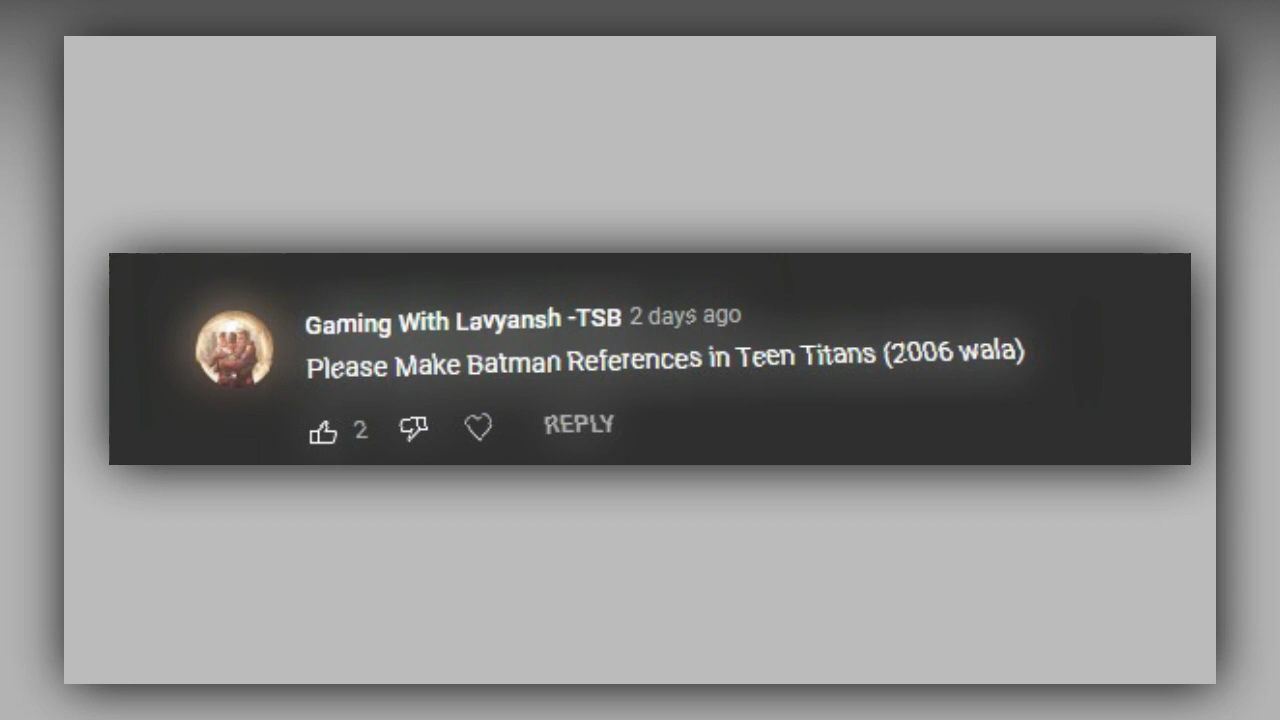 Gaming With Lavyansh -TSB 2 days ago
Please Make Batman References in Teen Titans (2006 wala)
2 REPLY